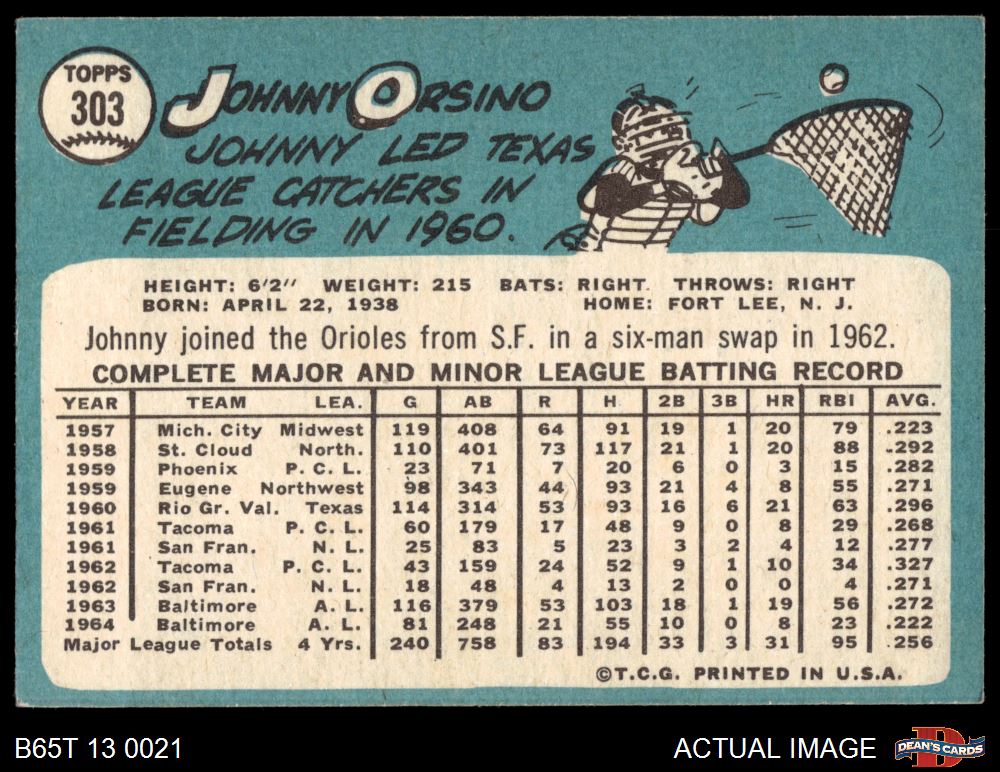 TOPPS
303
JOHNNY ORSINO
JOHNNY LED TEXAS
LEAGUE CATCHERS IN
FIELDING IN 1960.
HEIGHT: 6'2" WEIGHT: 215 BATS: RIGHT THROWS: RIGHT
BORN: APRIL 22, 1938 HOME: FORT LEE, N. J.
Johnny joined the Orioles from S.F. in a six-man swap in 1962.
COMPLETE MAJOR AND MINOR LEAGUE BATTING RECORD
YEAR TEAM LEA. G AB R H 2B 3B HR RBI AVG.
1957 Mich. City Midwest 119 408 64 91 19 1 20 79 .223
1958 St. Cloud North. 110 401 73 117 21 1 20 88 .292
1959 Phoenix P. C. L. 23 71 7 20 6 0 3 15 .282
1959 Eugene Northwest 98 343 44 93 21 4 8 55 .271
1960 Rio Gr. Val. Texas 114 314 53 93 16 6 21 63 .296
1961 Tacoma P. C. L. 60 179 17 48 9 0 8 29 .268
1961 San Fran. N. L. 25 83 5 23 3 2 4 12 .277
1962 Tacoma P. C. L. 43 159 24 52 9 1 10 34 .327
1962 San Fran. N. L. 18 48 4 13 2 0 0 4 .271
1963 Baltimore A. L. 116 379 53 103 18 1 19 56 .272
1964 Baltimore A. L. 81 248 21 55 10 0 8 23 .222
Major League Totals 4 Yrs. 240 758 83 194 33 3 31 95 .256
©T.C.G. PRINTED IN U.S.A.
B65T 13 0021 ACTUAL IMAGE DEAN'S CARDS